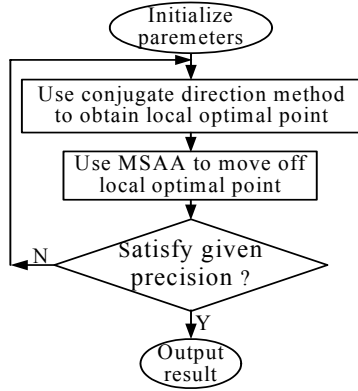 Initialize
paremeters
Use conjugate direction method
to obtain local optimal point
Use MSAA to move off
local optimal point
Satisfy given
precision ?
N
Y
Output
result